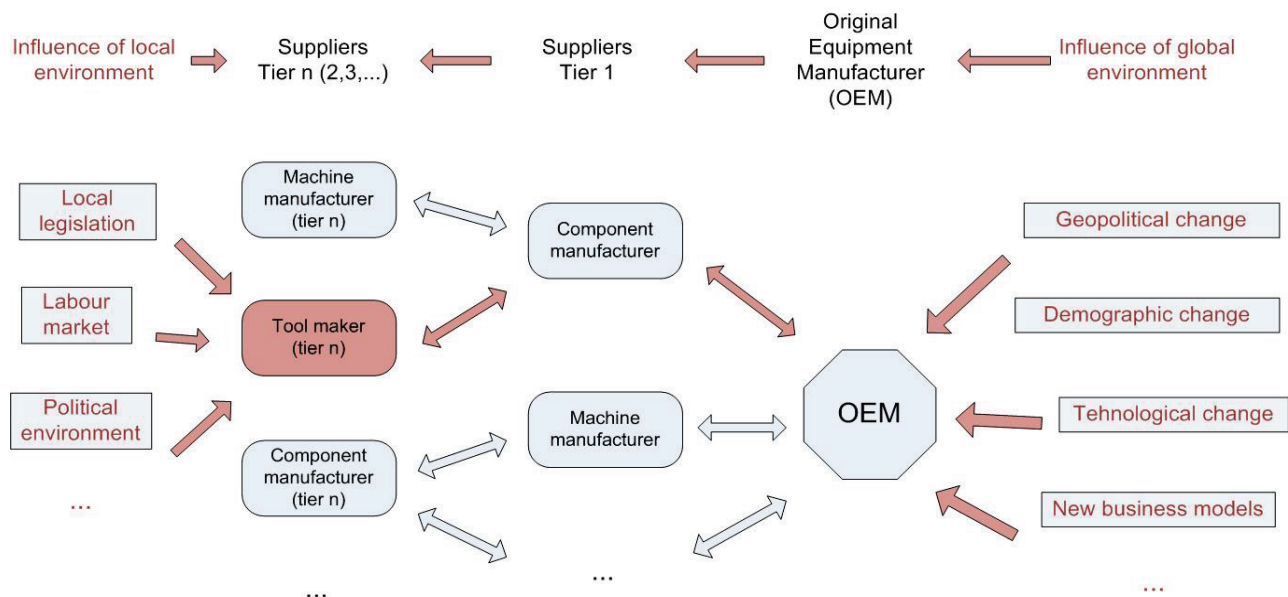 Influence of local
environment
Suppliers
Tier n (2,3,...)
Suppliers
Tier 1
Original
Equipment
Manufacturer
(OEM)
Influence of global
environment
Local
legislation
Labour
market
Political
environment
...
Machine
manufacturer
(tier n)
Tool maker
(tier n)
Component
manufacturer
(tier n)
...
Component
manufacturer
Machine
manufacturer
...
OEM
Geopolitical change
Demographic change
Tehnological change
New business models
...